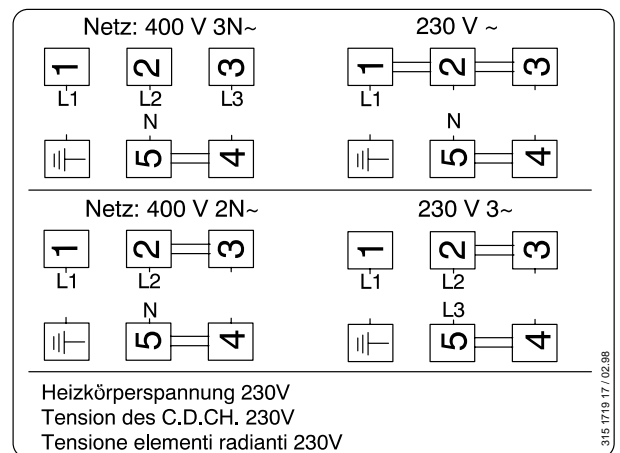 Netz: 400 V 3N~
230 V ~
1 2 3
L1 L2 L3
1 2 3
L1
N
5 4
N
5 4
Netz: 400 V 2N~
230 V 3~
1 2 3
L1 L2
1 2 3
L1 L2
N
5 4
L3
5 4
Heizkörperspannung 230V
Tension des C.D.CH. 230V
Tensione elementi radianti 230V
315 1719 17 / 02.98